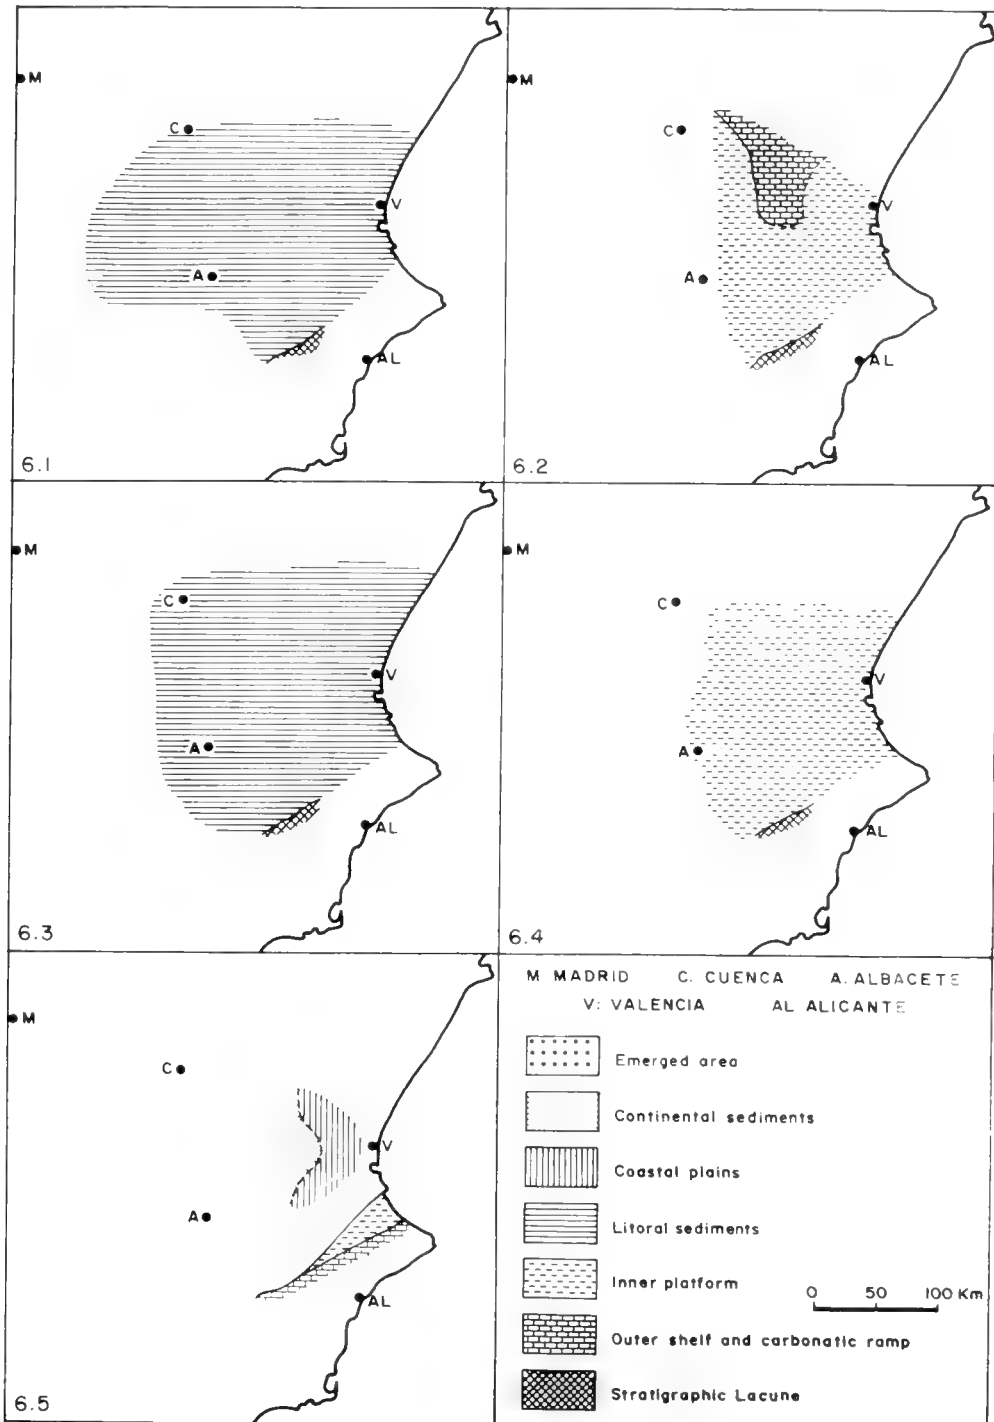 M
C
V
A
AL
6.1
M
C
V
A
AL
6.2
M
C
V
A
AL
6.3
M
C
V
A
AL
6.4
M
C
V
A
AL
6.5
M MADRID C. CUENCA A. ALBACETE
V: VALENCIA AL ALICANTE
Emerged area
Continental sediments
Coastal plains
Litoral sediments
Inner platform
0 50 100 Km
Outer shelf and carbonatic ramp
Stratigraphic Lacune